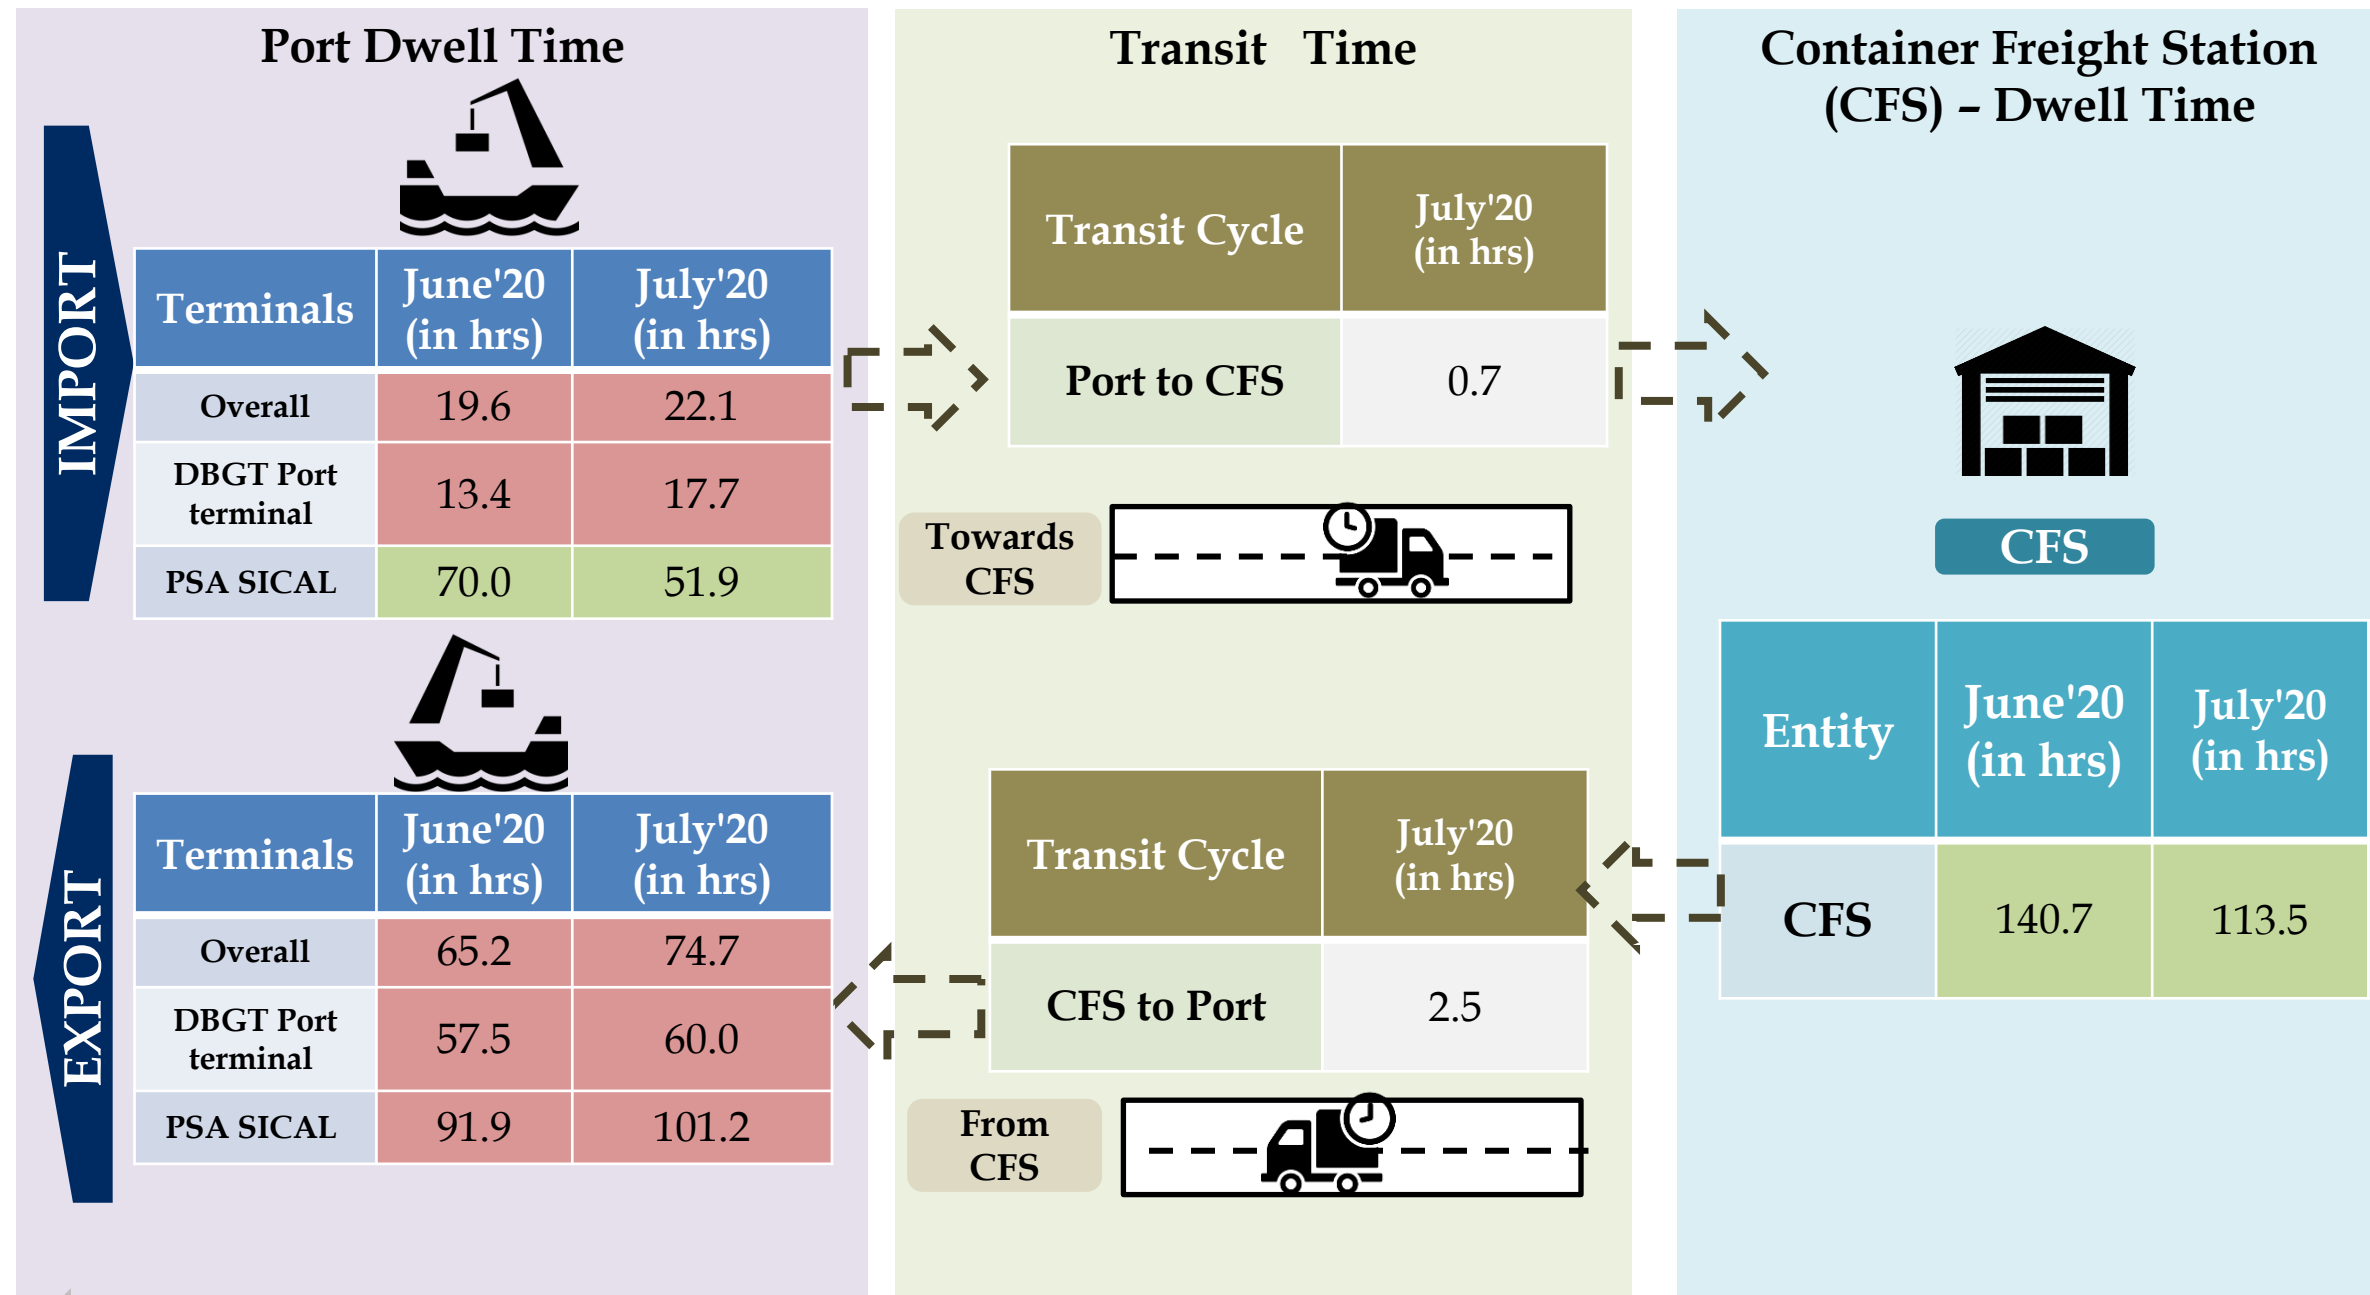 Port Dwell Time
IMPORT
Terminals June'20 (in hrs) July'20 (in hrs)
Overall 19.6 22.1
DBGT Port terminal 13.4 17.7
PSA SICAL 70.0 51.9
EXPORT
Terminals June'20 (in hrs) July'20 (in hrs)
Overall 65.2 74.7
DBGT Port terminal 57.5 60.0
PSA SICAL 91.9 101.2
Transit Time
Transit Cycle July'20 (in hrs)
Port to CFS 0.7
Towards
CFS
Transit Cycle July'20 (in hrs)
CFS to Port 2.5
From
CFS
Container Freight Station
(CFS) – Dwell Time
CFS
Entity June'20 (in hrs) July'20 (in hrs)
CFS 140.7 113.5